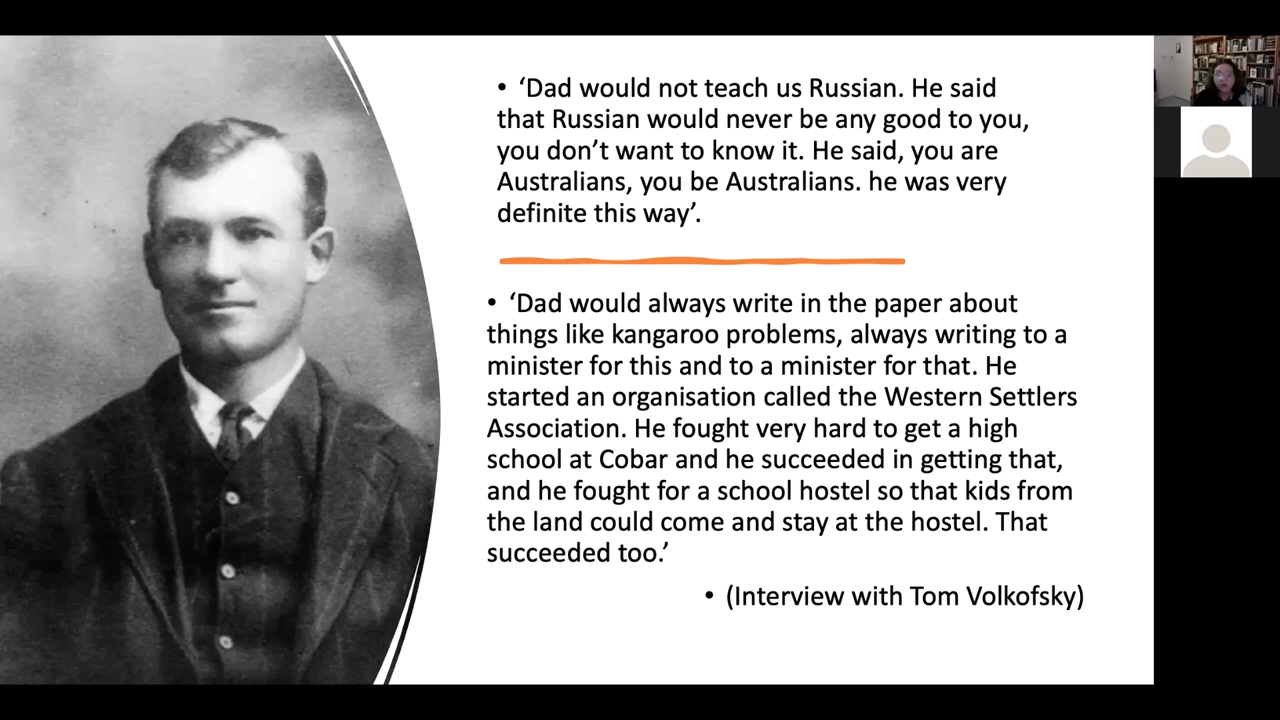 • ‘Dad would not teach us Russian. He said
that Russian would never be any good to you,
you don’t want to know it. He said, you are
Australians, you be Australians. he was very
definite this way’.
• ‘Dad would always write in the paper about
things like kangaroo problems, always writing to a
minister for this and to a minister for that. He
started an organisation called the Western Settlers
Association. He fought very hard to get a high
school at Cobar and he succeeded in getting that,
and he fought for a school hostel so that kids from
the land could come and stay at the hostel. That
succeeded too.’
• (Interview with Tom Volkofsky)